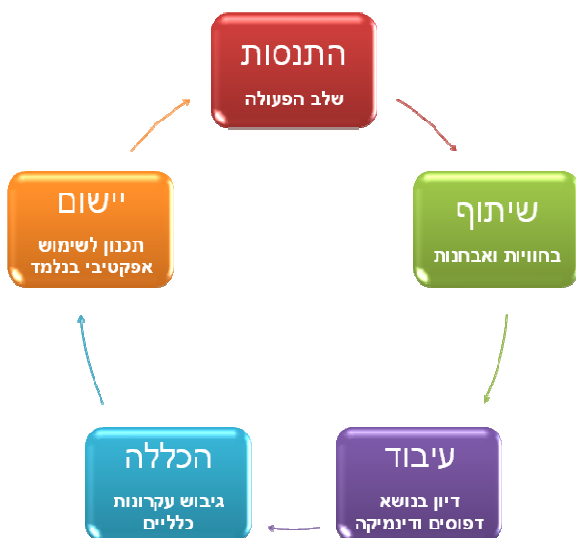 התנסות
שלב הפעולה
שיתוף
בחוויות ואבחנות
עיבוד
דיון בנושא
דפוסים ודינמיקה
הכללה
גיבוש עקרונות
כלליים
יישום
תכנון לשימוש
אפקטיבי בנלמד